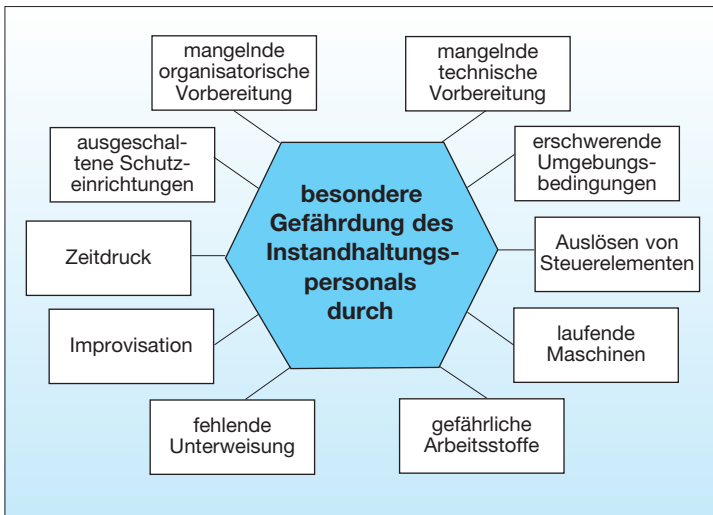 mangelnde
organisatorische
Vorbereitung
mangelnde
technische
Vorbereitung
ausgeschal-
tene Schutz-
einrichtungen
erschwerende
Umgebungs-
bedingungen
besondere
Gefährdung des
Instandhaltungs-
personals
durch
Zeitdruck
Auslösen von
Steuerelementen
Improvisation
laufende
Maschinen
fehlende
Unterweisung
gefährliche
Arbeitsstoffe